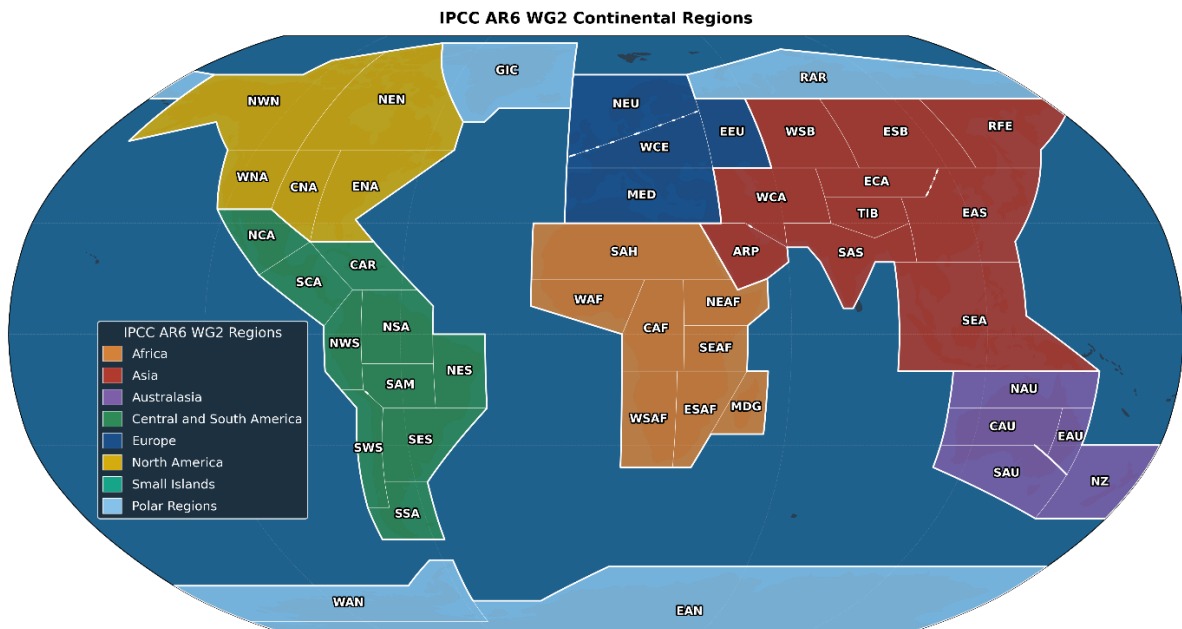 IPCC AR6 WG2 Continental Regions
GIC
RAR
NWN
NEN
NEU
RFE
WSB
ESB
EEU
WCE
WNA
CNA
ENA
ECA
MED
WCA
TIB
EAS
NCA
SAH
ARP
SAS
CAR
SCA
WAF
NEAF
NSA
CAF
SEA
NWS
SEAF
NES
SAM
NAU
MDG
ESAF
WSAF
CAU
EAU
SES
SWS
SAU
NZ
SSA
WAN
EAN
IPCC AR6 WG2 Regions
Africa
Asia
Australasia
Central and South America
Europe
North America
Small Islands
Polar Regions